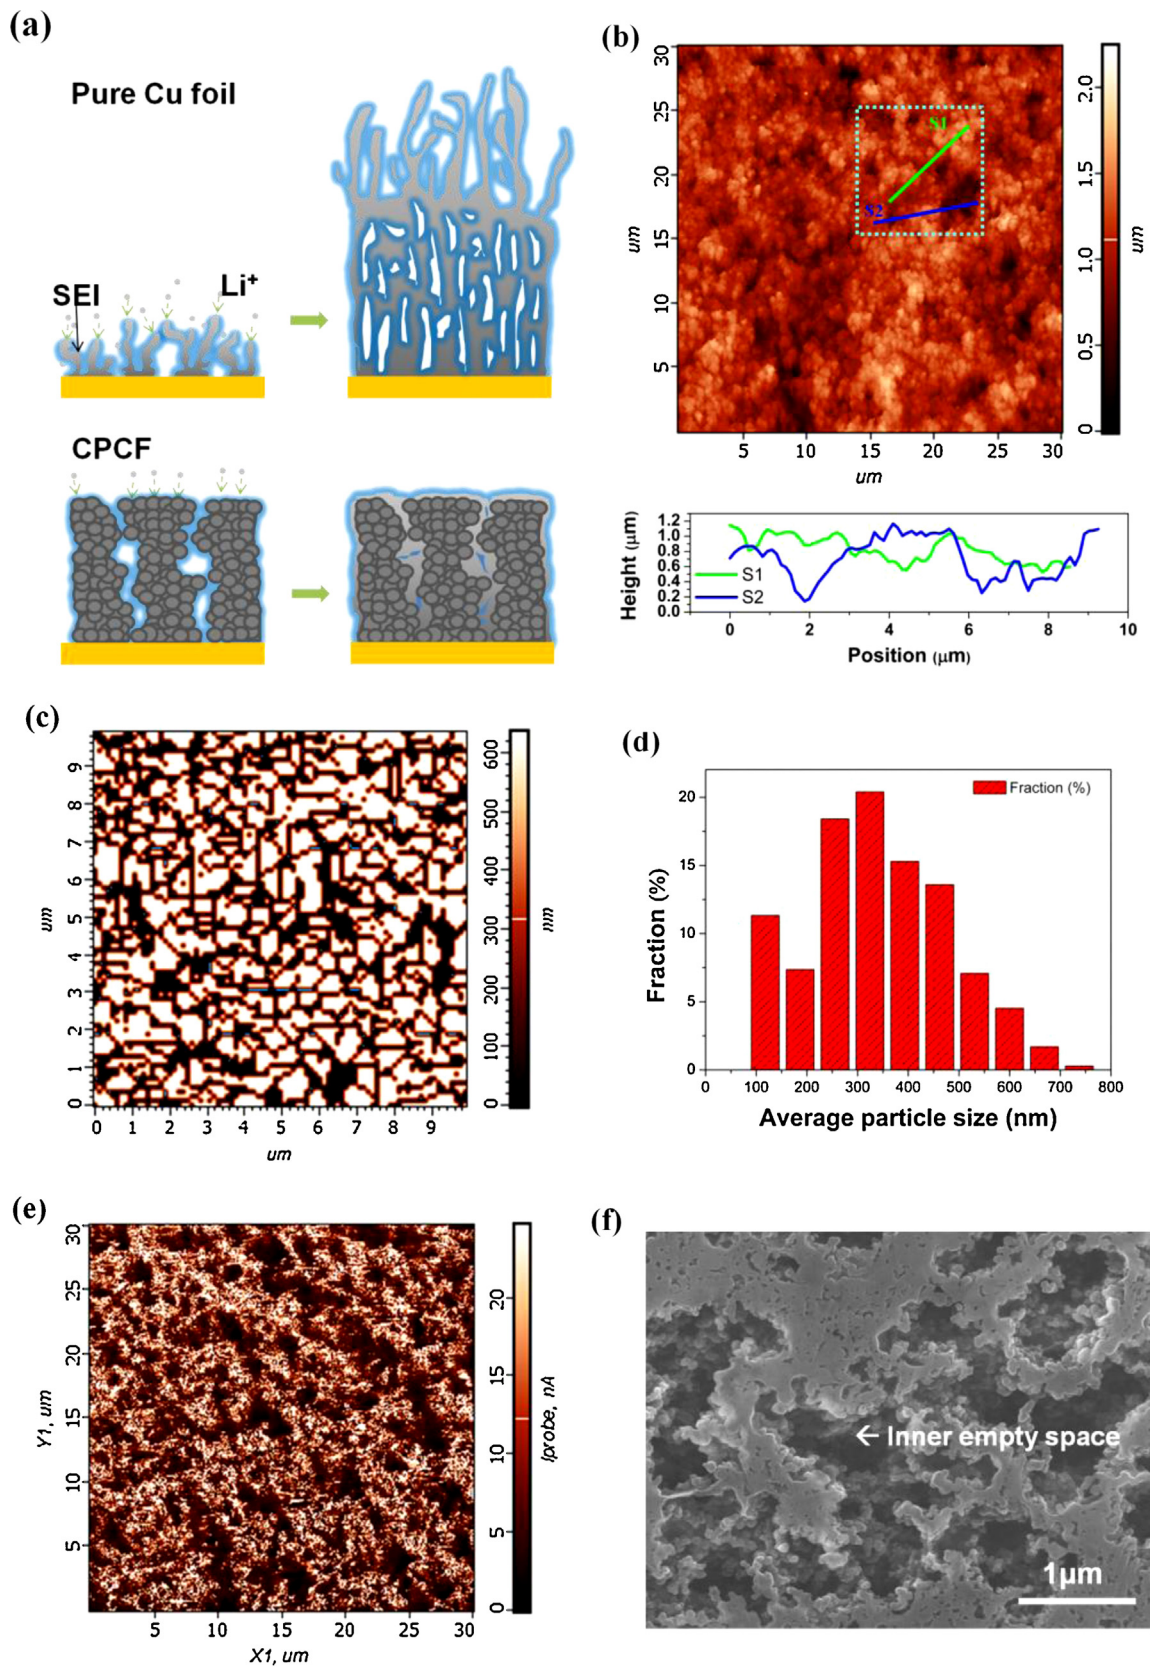 (a)
Pure Cu foil
SEI
Li⁺
CPCF
(b)
30
25
20
15
10
5
um
5
10
15
20
25
30
um
S1
S2
2.0
1.5
1.0
0.5
0
um
1.2
1.0
0.8
0.6
0.4
0.2
0.0
Height (μm)
S1
S2
0
2
4
6
8
10
Position (μm)
(c)
9
8
7
6
5
4
3
2
1
0
um
0
1
2
3
4
5
6
7
8
9
um
600
500
400
300
200
100
0
nm
(d)
Fraction (%)
20
15
10
5
0
Fraction (%)
0
100
200
300
400
500
600
700
800
Average particle size (nm)
(e)
30
25
20
15
10
5
Y1, um
5
10
15
20
25
30
X1, um
20
15
10
5
0
Iprobe, nA
(f)
← Inner empty space
1μm